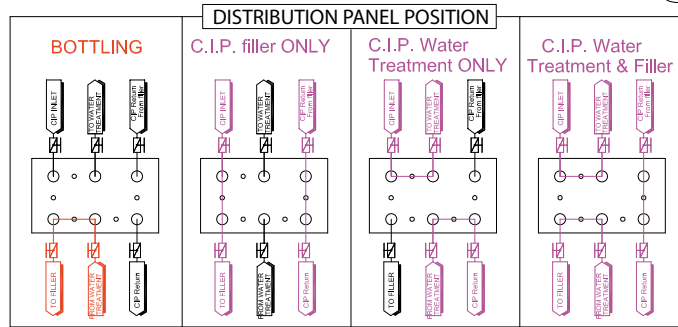 DISTRIBUTION PANEL POSITION
BOTTLING
CIP INLET
TO WATER
TREATMENT
CIP Return
From filler
TO FILLER
FROM WATER
TREATMENT
CIP Return
C.I.P. filler ONLY
CIP INLET
TO WATER
TREATMENT
CIP Return
From filler
TO FILLER
FROM WATER
TREATMENT
CIP Return
C.I.P. Water
Treatment ONLY
CIP INLET
TO WATER
TREATMENT
CIP Return
From filler
TO FILLER
FROM WATER
TREATMENT
CIP Return
C.I.P. Water
Treatment & Filler
CIP INLET
TO WATER
TREATMENT
CIP Return
From filler
TO FILLER
FROM WATER
TREATMENT
CIP Return